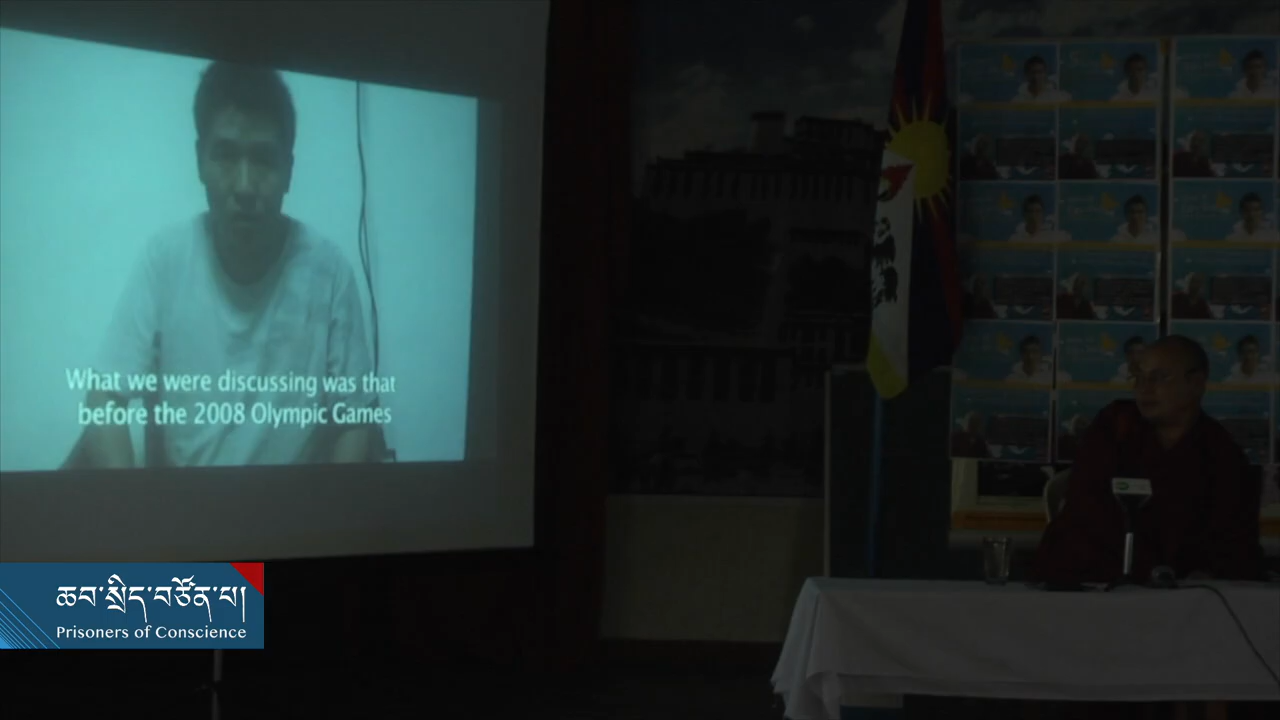 What we were discussing was that
before the 2008 Olympic Games
ཆབ་སྲིད་བཙོན་པ།
Prisoners of Conscience